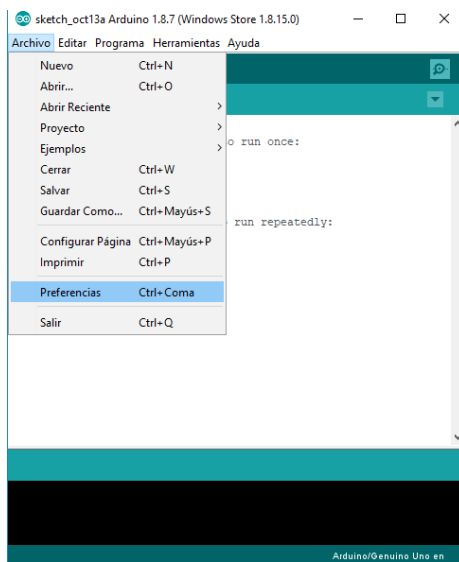 sketch_oct13a Arduino 1.8.7 (Windows Store 1.8.15.0)
Archivo Editar Programa Herramientas Ayuda
Nuevo Ctrl+N
Abrir... Ctrl+O
Abrir Reciente
Proyecto
Ejemplos
o run once:
Cerrar Ctrl+W
Salvar Ctrl+S
Guardar Como... Ctrl+Mayús+S
run repeatedly:
Configurar Página Ctrl+Mayús+P
Imprimir Ctrl+P
Preferencias Ctrl+Coma
Salir Ctrl+Q
Arduino/Genuino Uno en